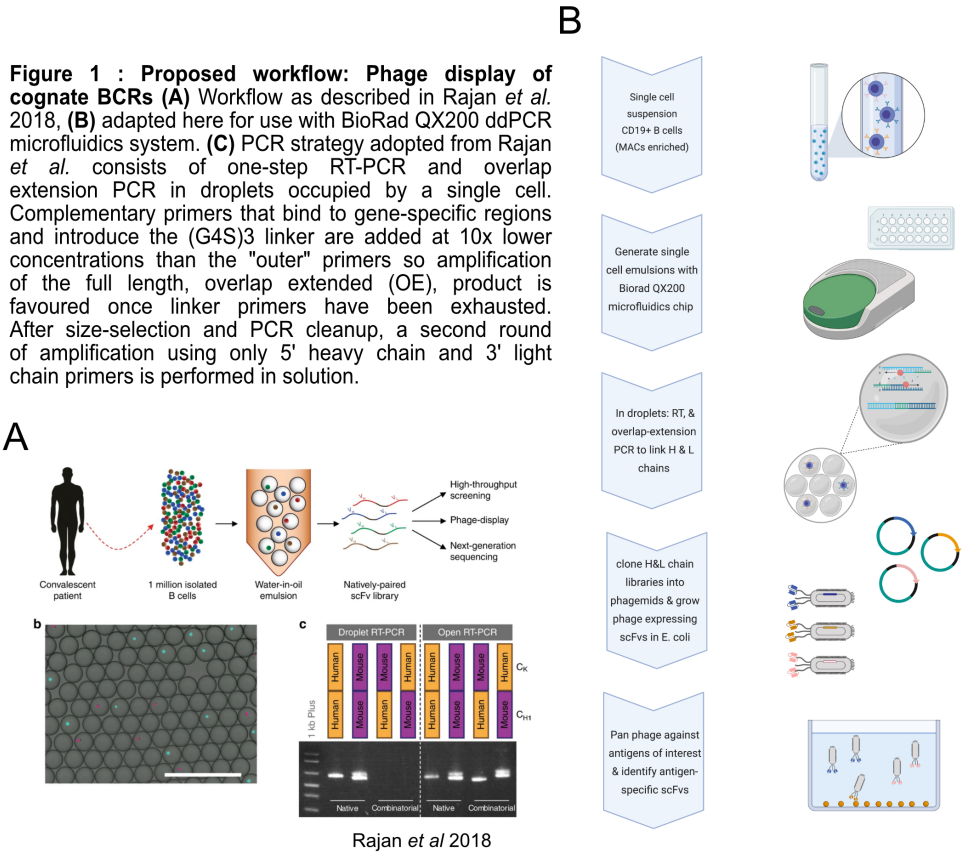 B
Figure 1 : Proposed workflow: Phage display of
cognate BCRs (A) Workflow as described in Rajan et al.
2018, (B) adapted here for use with BioRad QX200 ddPCR
microfluidics system. (C) PCR strategy adopted from Rajan
et al. consists of one-step RT-PCR and overlap
extension PCR in droplets occupied by a single cell.
Complementary primers that bind to gene-specific regions
and introduce the (G4S)3 linker are added at 10x lower
concentrations than the "outer" primers so amplification
of the full length, overlap extended (OE), product is
favoured once linker primers have been exhausted.
After size-selection and PCR cleanup, a second round
of amplification using only 5' heavy chain and 3' light
chain primers is performed in solution.
Single cell
suspension
CD19+ B cells
(MACs enriched)
Generate single
cell emulsions with
Biorad QX200
microfluidics chip
In droplets: RT, &
overlap-extension
PCR to link H & L
chains
clone H&L chain
libraries into
phagemids & grow
phage expressing
scFvs in E. coli
Pan phage against
antigens of interest
& identify antigen-
specific scFvs
A
Convalescent
patient
1 million isolated
B cells
Water-in-oil
emulsion
Natively-paired
scFv library
High-throughput
screening
Phage-display
Next-generation
sequencing
b
c
Droplet RT-PCR Open RT-PCR
Human Mouse Mouse Human Human Mouse Mouse Human CK
1 kb Plus Human Mouse Human Mouse Human Mouse Human Mouse CH1
Native Combinatorial Native Combinatorial
Rajan et al 2018